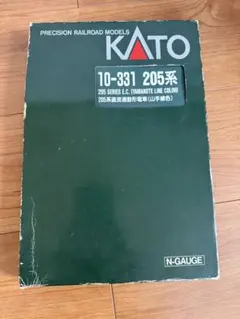 PRECISION RAILROAD MODELS
KATO
10-331 205系
205 SERIES E.C. (YAMANOTE LINE COLOR)
205系直流通勤形電車(山手線色)
N-GAUGE